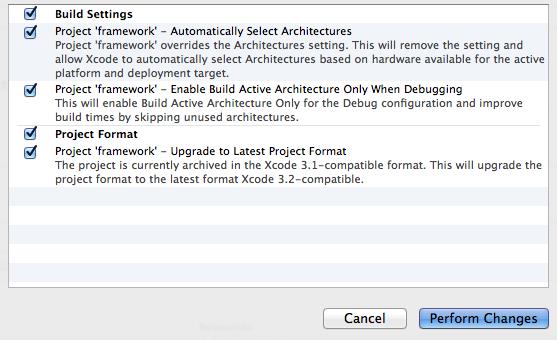 Build Settings
Project 'framework' – Automatically Select Architectures
Project 'framework' overrides the Architectures setting. This will remove the setting and
allow Xcode to automatically select Architectures based on hardware available for the active
platform and deployment target.
Project 'framework' – Enable Build Active Architecture Only When Debugging
This will enable Build Active Architecture Only for the Debug configuration and improve
build times by skipping unused architectures.
Project Format
Project 'framework' – Upgrade to Latest Project Format
The project is currently archived in the Xcode 3.1-compatible format. This will upgrade the
project format to the latest format Xcode 3.2-compatible.
Cancel
Perform Changes